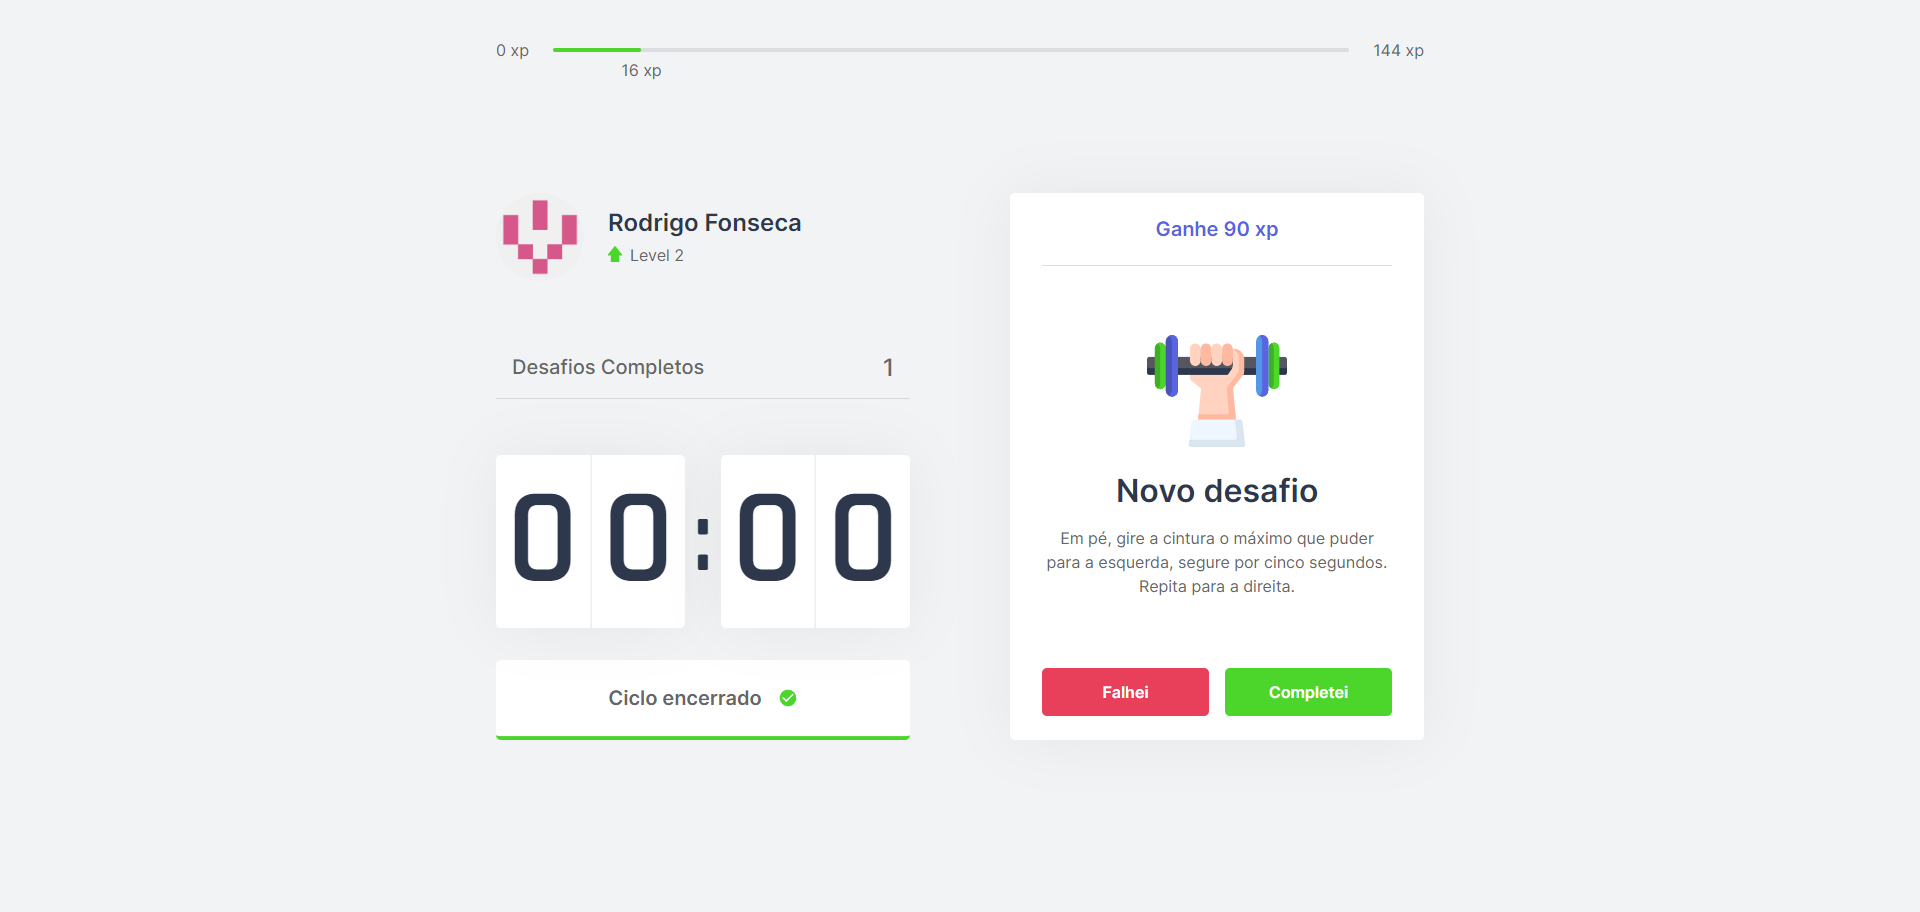 0 xp
144 xp
16 xp
Rodrigo Fonseca
Level 2
Desafios Completos 1
00:00
Ciclo encerrado
Ganhe 90 xp
Novo desafio
Em pé, gire a cintura o máximo que puder
para a esquerda, segure por cinco segundos.
Repita para a direita.
Falhei
Completei